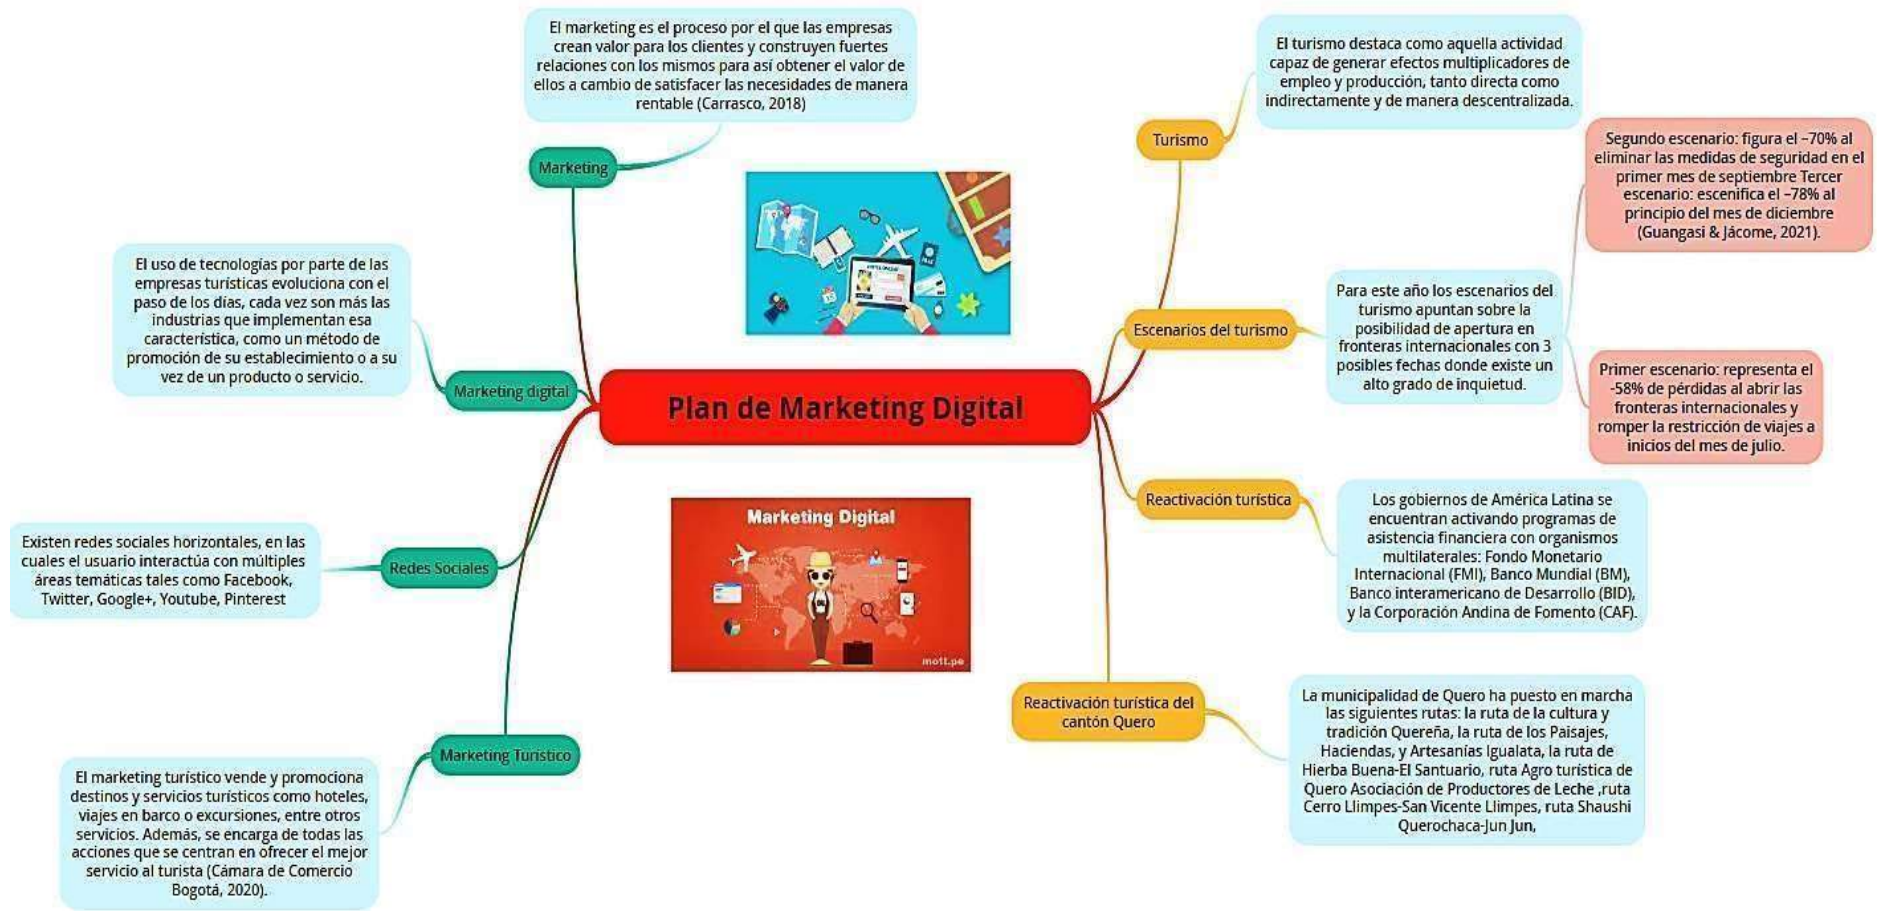 El marketing es el proceso por el que las empresas
crean valor para los clientes y construyen fuertes
relaciones con los mismos para así obtener el valor de
ellos a cambio de satisfacer las necesidades de manera
rentable (Carrasco, 2018)
Marketing
El uso de tecnologías por parte de las
empresas turísticas evoluciona con el
paso de los días, cada vez son más las
industrias que implementan esa
característica, como un método de
promoción de su establecimiento o a su
vez de un producto o servicio.
Marketing digital
Existen redes sociales horizontales, en las
cuales el usuario interactúa con múltiples
áreas temáticas tales como Facebook,
Twitter, Google+, Youtube, Pinterest
Redes Sociales
Marketing Turístico
El marketing turístico vende y promociona
destinos y servicios turísticos como hoteles,
viajes en barco o excursiones, entre otros
servicios. Además, se encarga de todas las
acciones que se centran en ofrecer el mejor
servicio al turista (Cámara de Comercio
Bogotá, 2020).
Plan de Marketing Digital
Marketing Digital
mott.pe
El turismo destaca como aquella actividad
capaz de generar efectos multiplicadores de
empleo y producción, tanto directa como
indirectamente y de manera descentralizada.
Turismo
Segundo escenario: figura el –70% al
eliminar las medidas de seguridad en el
primer mes de septiembre Tercer
escenario: escenifica el –78% al
principio del mes de diciembre
(Guangasi & Jácome, 2021).
Para este año los escenarios del
turismo apuntan sobre la
posibilidad de apertura en
fronteras internacionales con 3
posibles fechas donde existe un
alto grado de inquietud.
Escenarios del turismo
Primer escenario: representa el
-58% de pérdidas al abrir las
fronteras internacionales y
romper la restricción de viajes a
inicios del mes de julio.
Reactivación turística
Los gobiernos de América Latina se
encuentran activando programas de
asistencia financiera con organismos
multilaterales: Fondo Monetario
Internacional (FMI), Banco Mundial (BM),
Banco interamericano de Desarrollo (BID),
y la Corporación Andina de Fomento (CAF).
Reactivación turística del
cantón Quero
La municipalidad de Quero ha puesto en marcha
las siguientes rutas: la ruta de la cultura y
tradición Quereña, la ruta de los Paisajes,
Haciendas, y Artesanías Igualata, la ruta de
Hierba Buena-El Santuario, ruta Agro turística de
Quero Asociación de Productores de Leche ,ruta
Cerro Llimpes-San Vicente Llimpes, ruta Shaushi
Querochaca-Jun Jun,